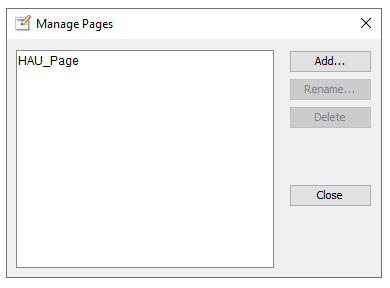 Manage Pages
HAU_Page
Add...
Rename...
Delete
Close